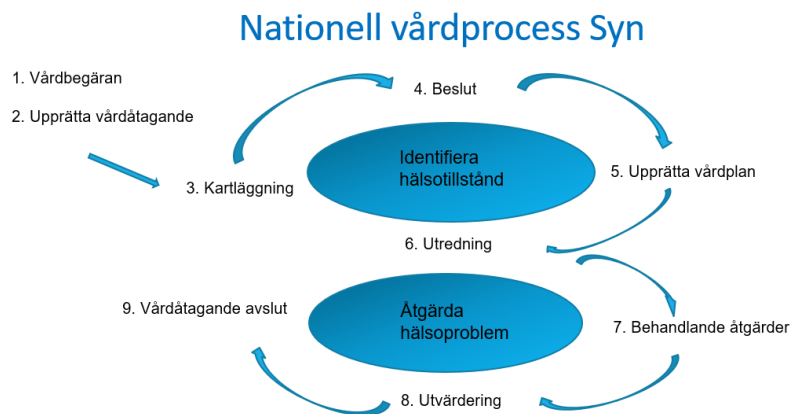 Nationell vårdprocess Syn
1. Vårdbegäran
2. Upprätta vårdåtagande
3. Kartläggning
4. Beslut
Identifiera
hälsotillstånd
5. Upprätta vårdplan
6. Utredning
Åtgärda
hälsoproblem
7. Behandlande åtgärder
8. Utvärdering
9. Vårdåtagande avslut